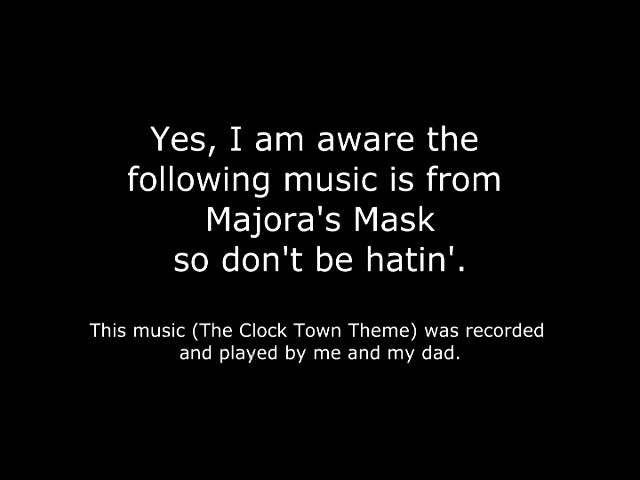 Yes, I am aware the
following music is from
Majora's Mask
so don't be hatin'.
This music (The Clock Town Theme) was recorded
and played by me and my dad.